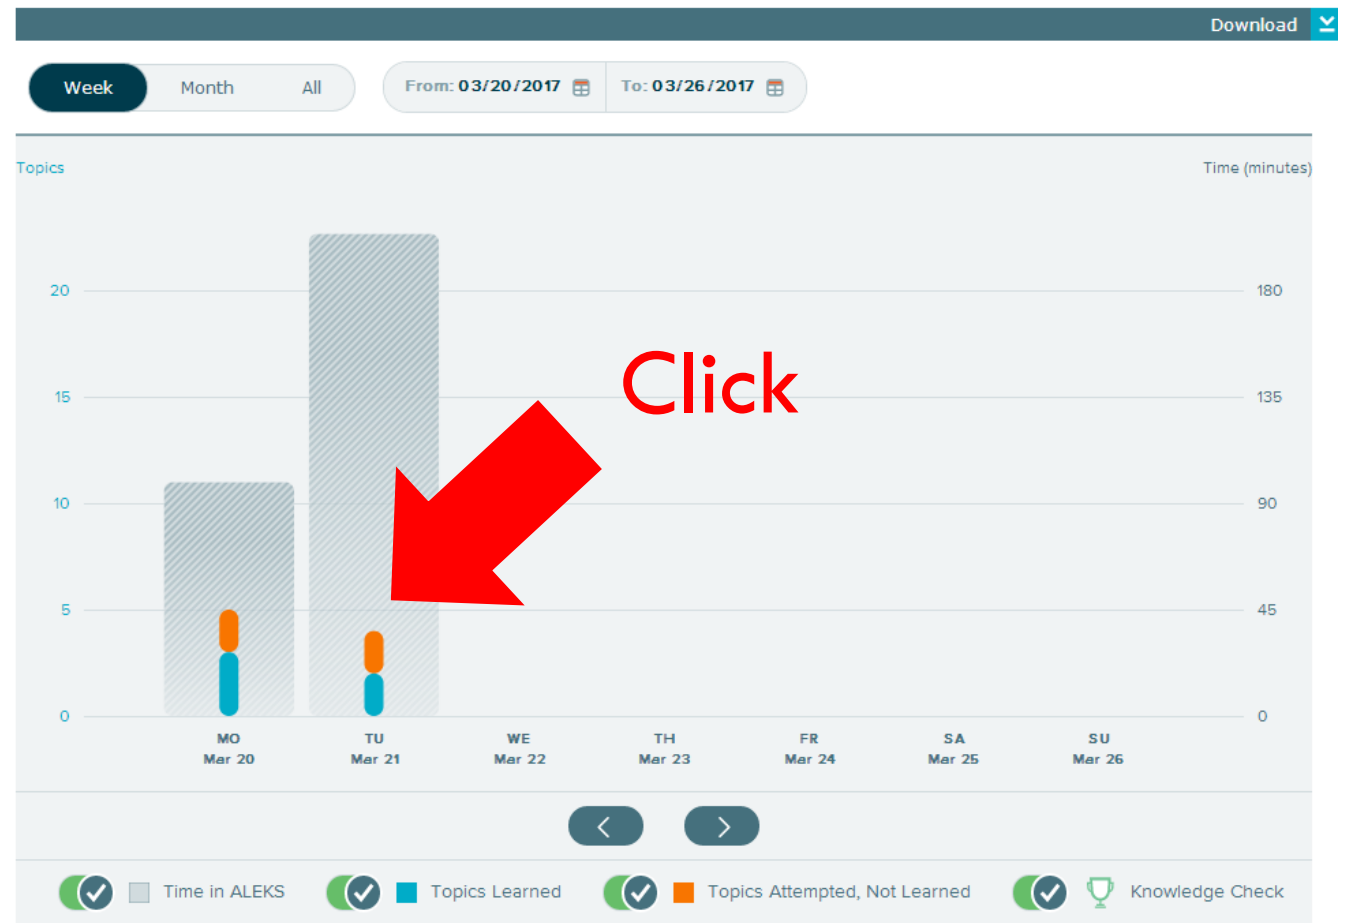 Download
Week Month All From: 03/20/2017 To: 03/26/2017
Topics Time (minutes)
20 180
Click
15 135
10 90
5 45
0 0
MO TU WE TH FR SA SU
Mar 20 Mar 21 Mar 22 Mar 23 Mar 24 Mar 25 Mar 26
Time in ALEKS Topics Learned Topics Attempted, Not Learned Knowledge Check